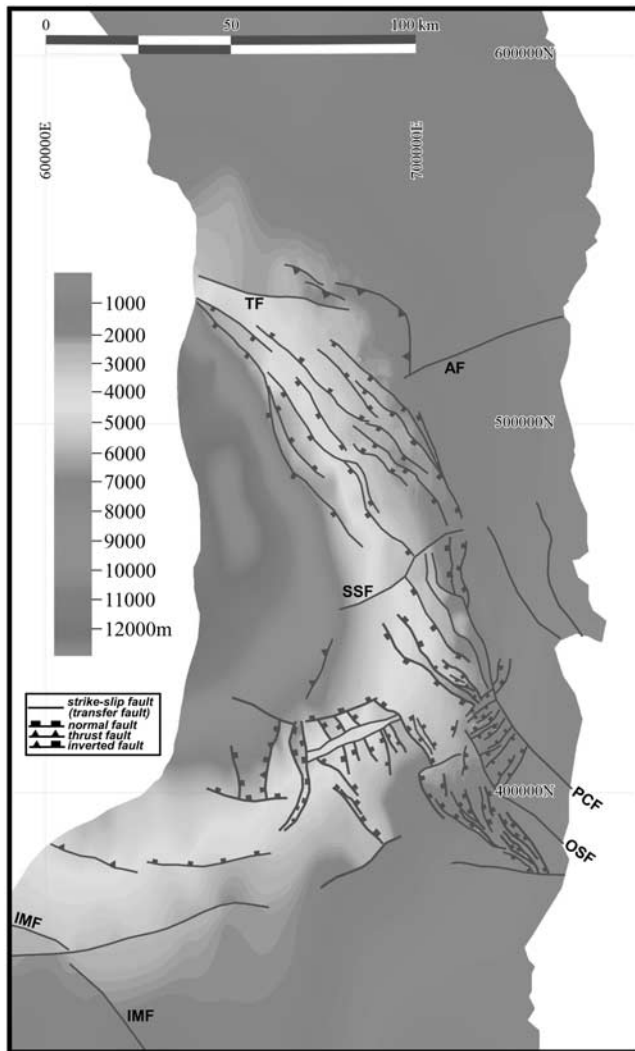 0 50 100 km
600000N
600000E
700000E
TF
AF
1000
2000
3000
4000
5000
6000
7000
8000
9000
10000
11000
12000m
500000N
SSF
strike-slip fault
(transfer fault)
normal fault
thrust fault
inverted fault
400000N
PCF
OSF
IMF
IMF